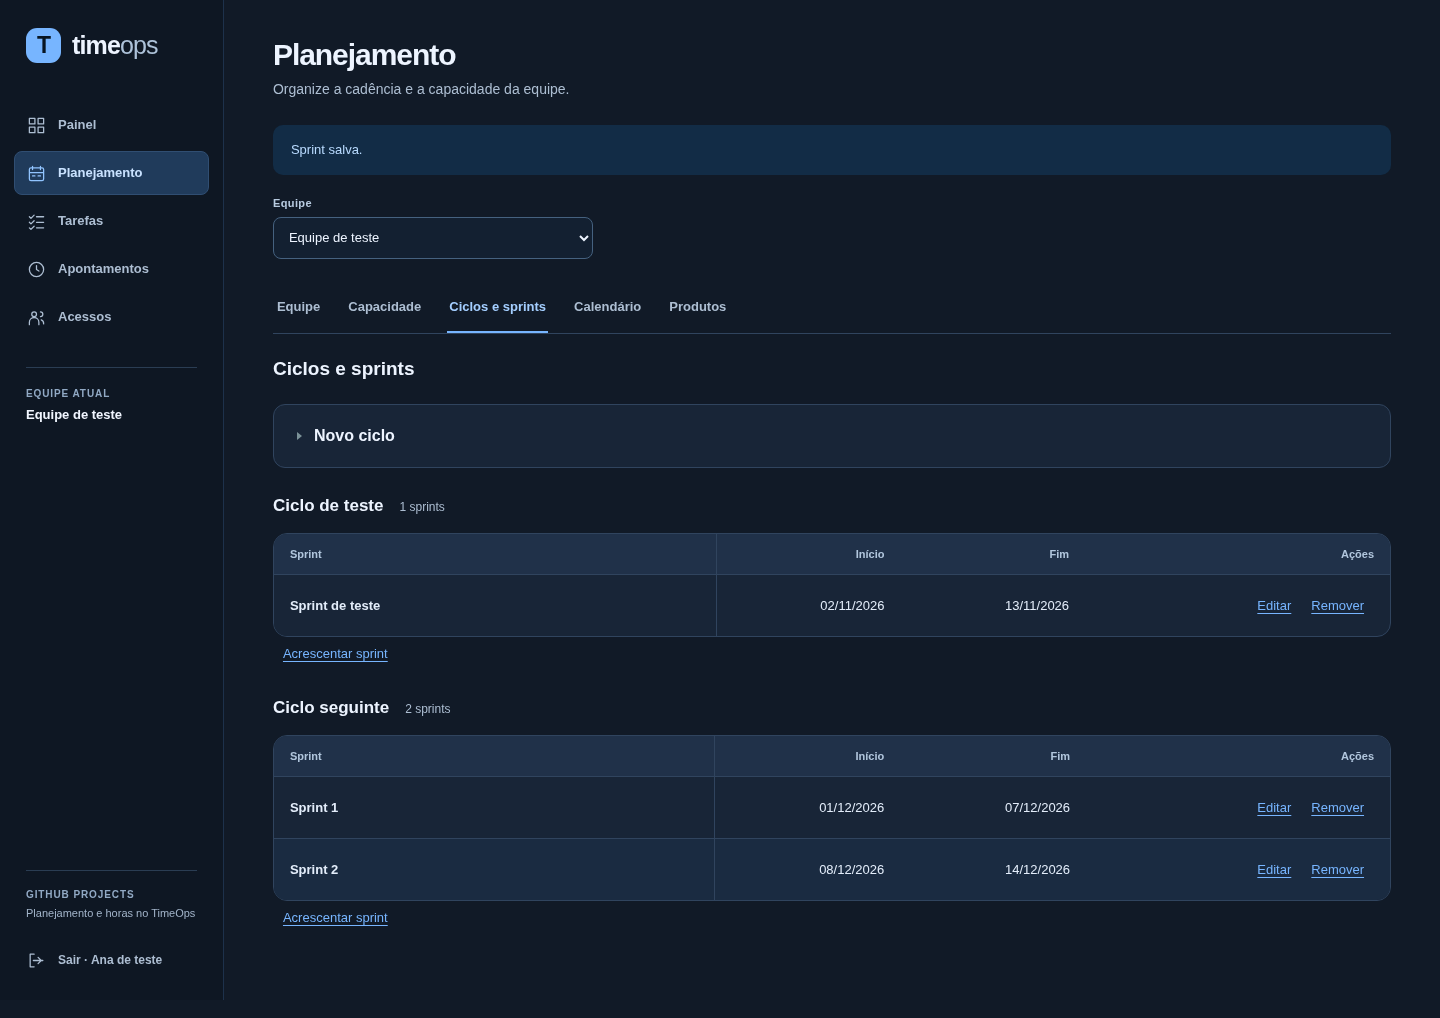 T timeops
Painel
Planejamento
Tarefas
Apontamentos
Acessos
EQUIPE ATUAL
Equipe de teste
GITHUB PROJECTS
Planejamento e horas no TimeOps
Sair · Ana de teste
Planejamento
Organize a cadência e a capacidade da equipe.
Sprint salva.
Equipe
Equipe de teste
Equipe Capacidade Ciclos e sprints Calendário Produtos
Ciclos e sprints
Novo ciclo
Ciclo de teste 1 sprints
Sprint Início Fim Ações
Sprint de teste 02/11/2026 13/11/2026 Editar Remover
Acrescentar sprint
Ciclo seguinte 2 sprints
Sprint Início Fim Ações
Sprint 1 01/12/2026 07/12/2026 Editar Remover
Sprint 2 08/12/2026 14/12/2026 Editar Remover
Acrescentar sprint